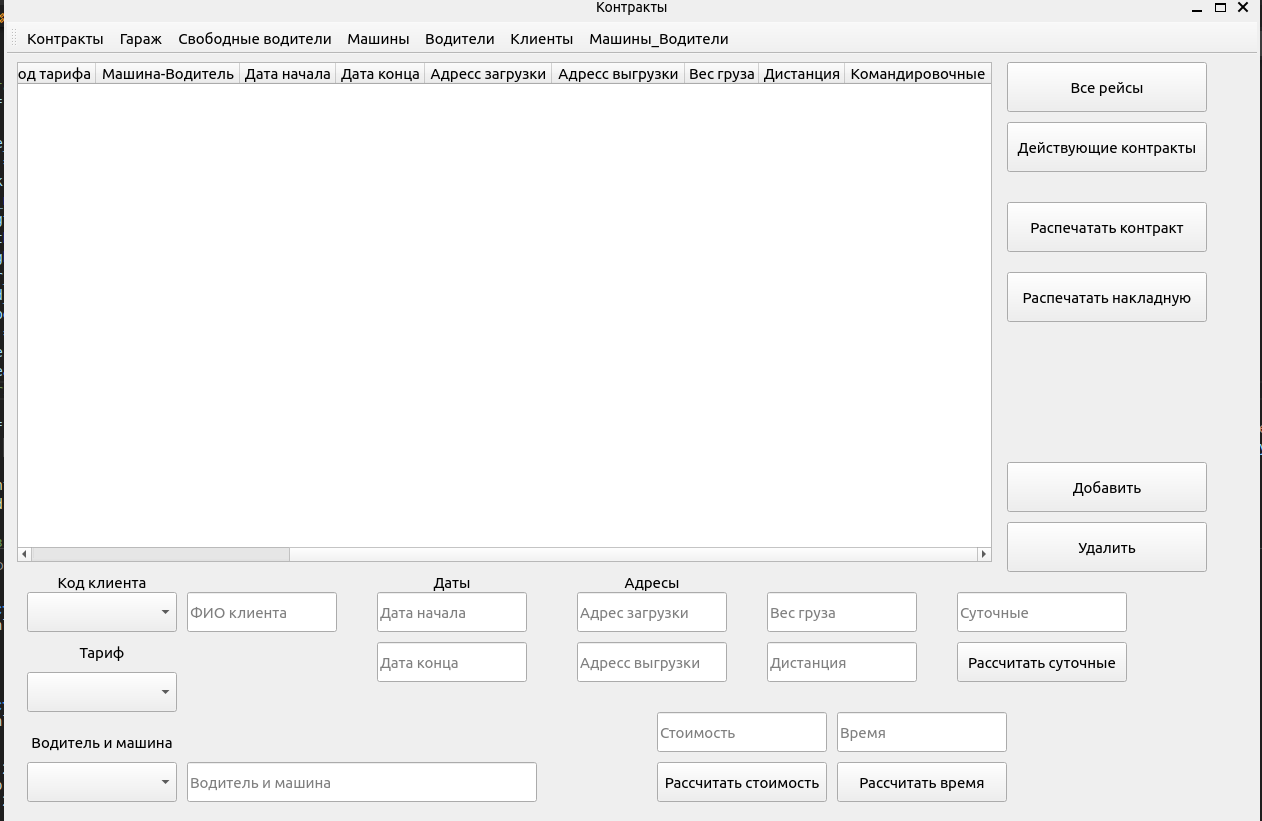 Контракты
Контракты Гараж Свободные водители Машины Водители Клиенты Машины_Водители
од тарифа Машина-Водитель Дата начала Дата конца Адресс загрузки Адресс выгрузки Вес груза Дистанция Командировочные
Все рейсы
Действующие контракты
Распечатать контракт
Распечатать накладную
Добавить
Удалить
Код клиента Даты Адресы
ФИО клиента Дата начала Адрес загрузки Вес груза Суточные
Тариф
Дата конца Адресс выгрузки Дистанция Рассчитать суточные
Стоимость Время
Водитель и машина
Водитель и машина Рассчитать стоимость Рассчитать время